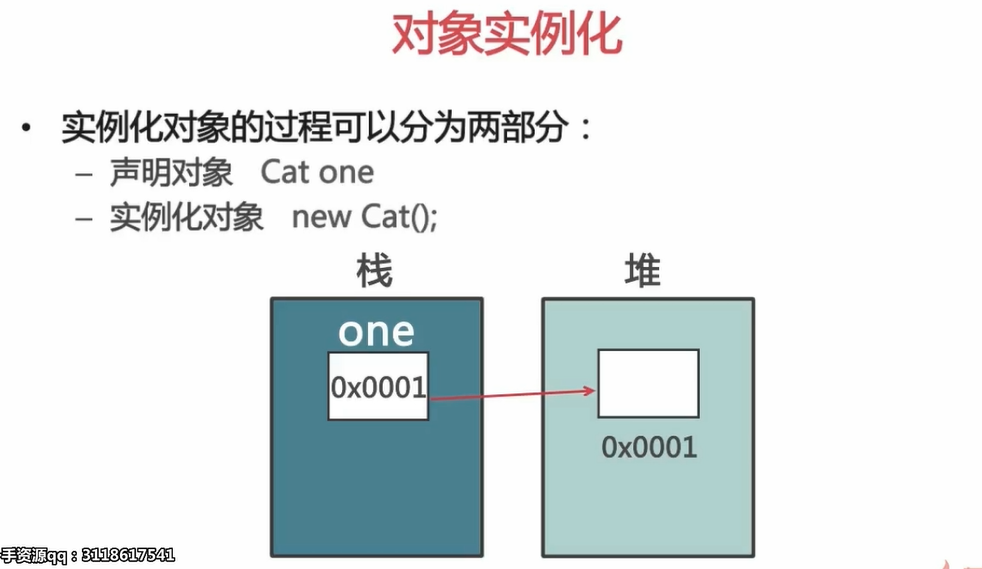 对象实例化
• 实例化对象的过程可以分为两部分：
– 声明对象 Cat one
– 实例化对象 new Cat();
栈 堆
one
0x0001
0x0001
手资源qq：3118617541